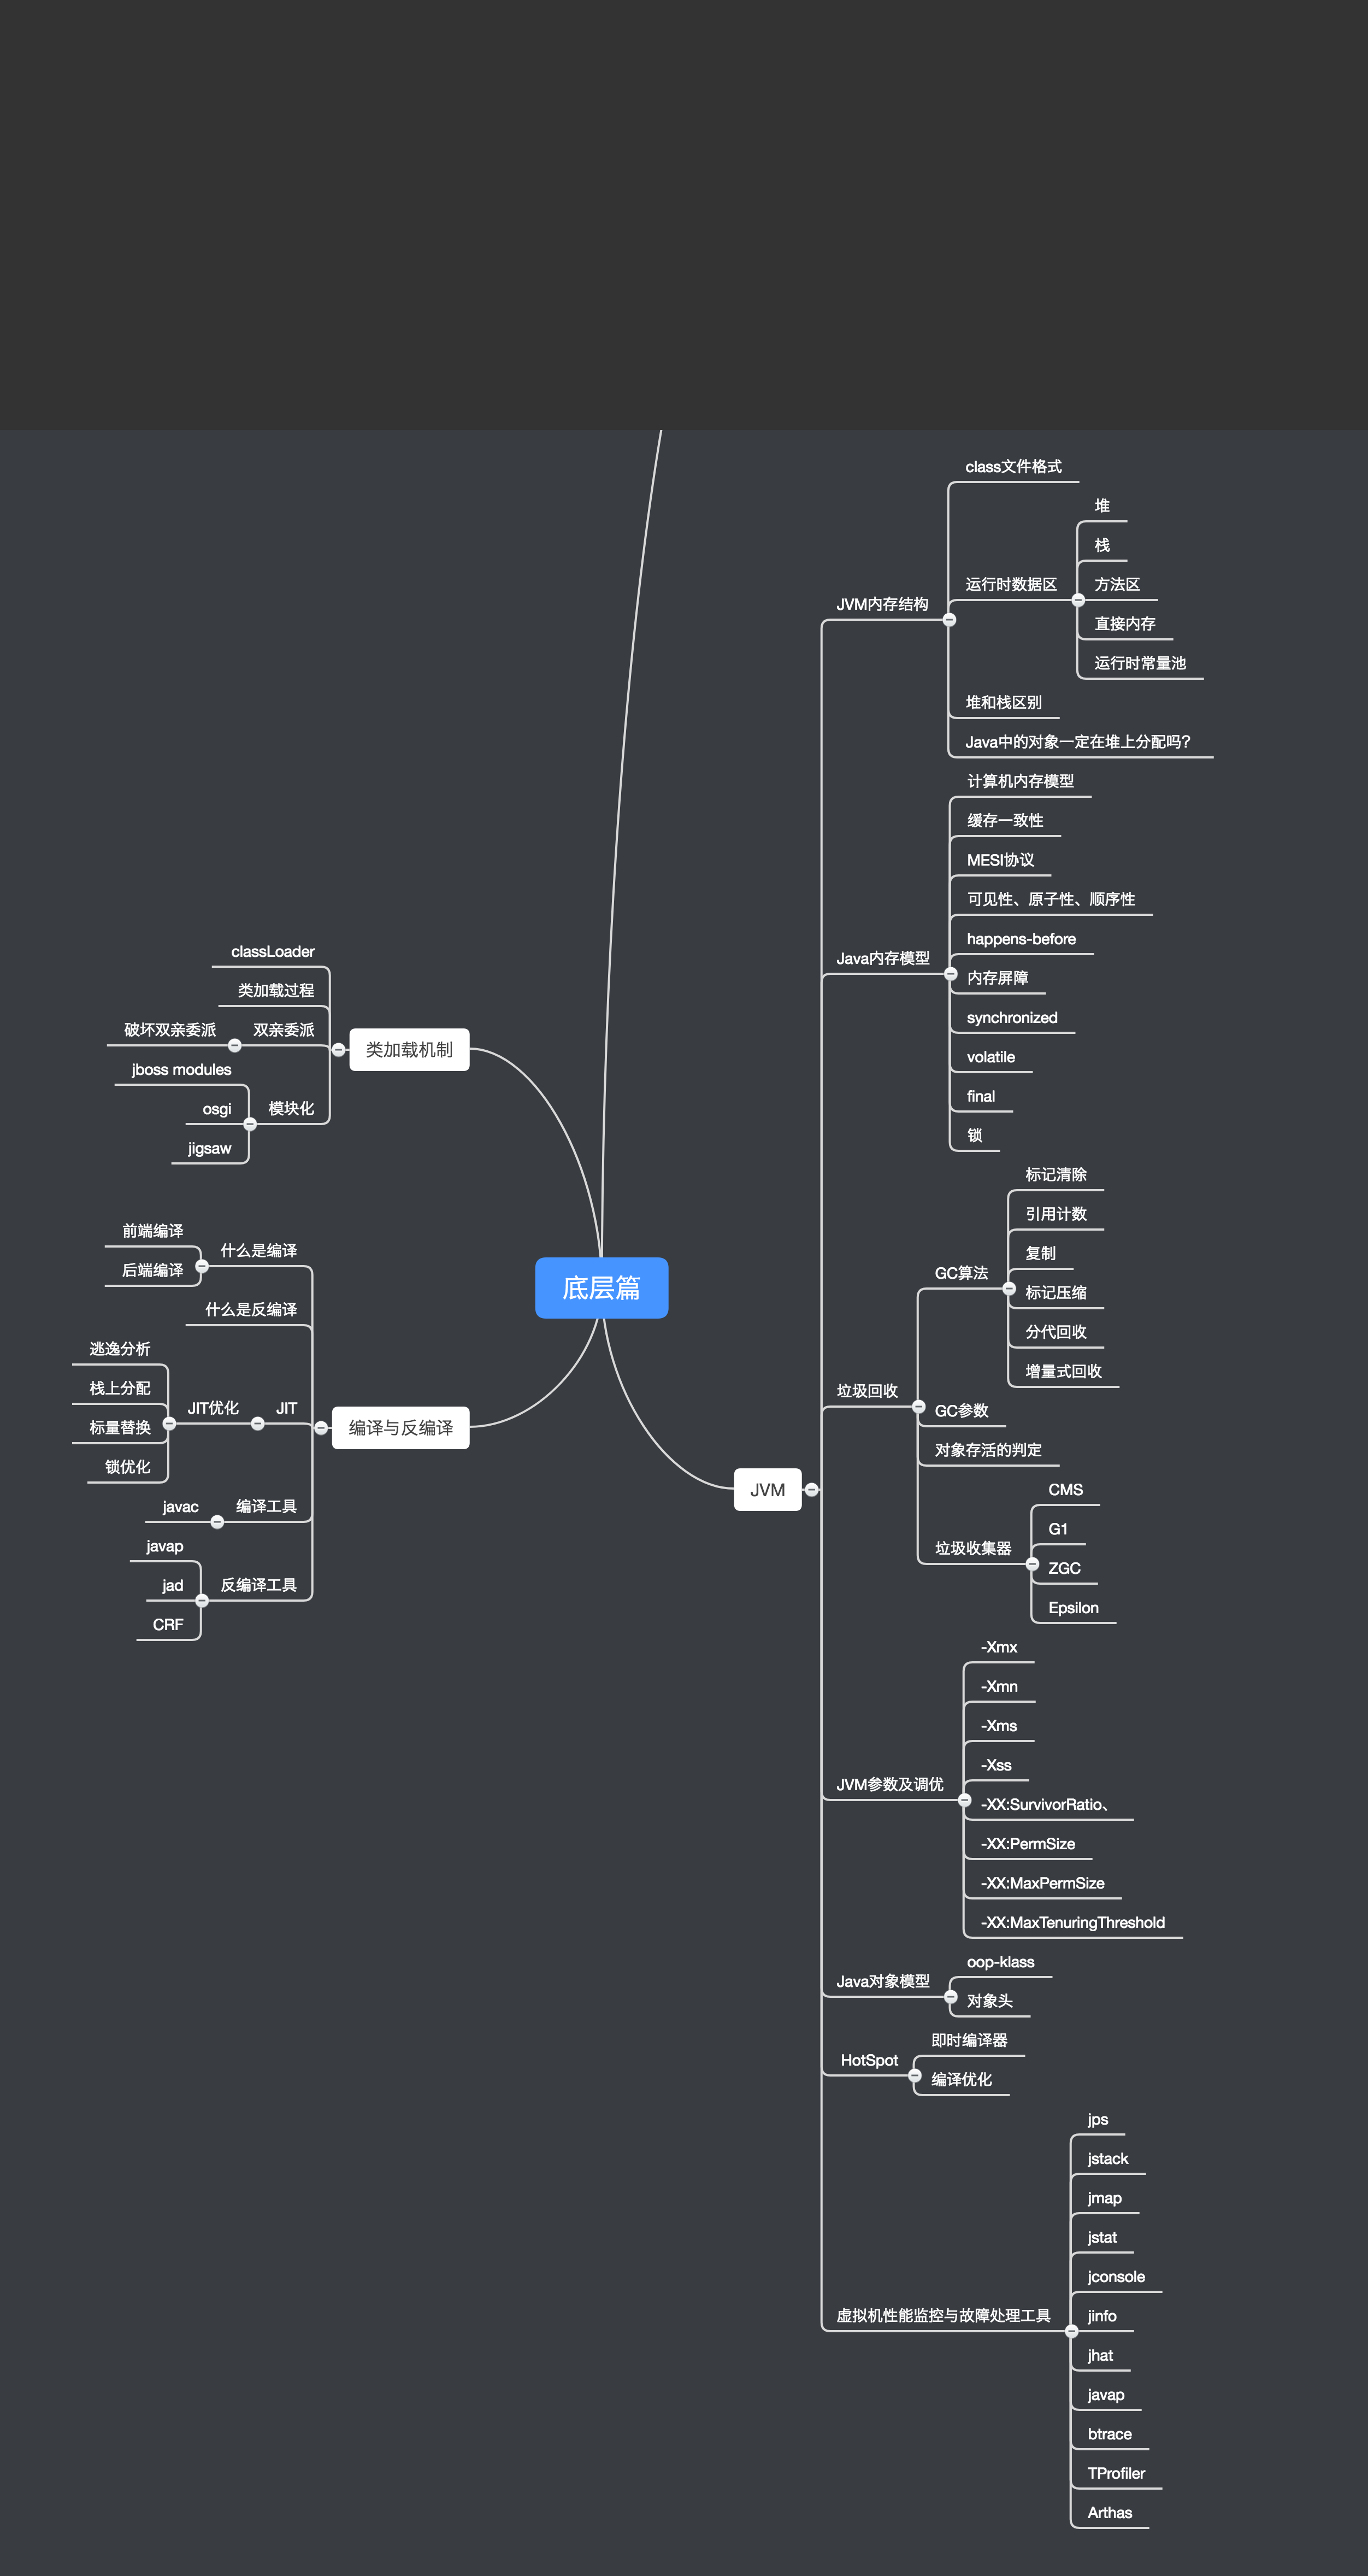 底层篇
类加载机制
classLoader
类加载过程
双亲委派
破坏双亲委派
模块化
jboss modules
osgi
jigsaw
编译与反编译
什么是编译
前端编译
后端编译
什么是反编译
JIT
JIT优化
逃逸分析
栈上分配
标量替换
锁优化
编译工具
javac
反编译工具
javap
jad
CRF
JVM
JVM内存结构
class文件格式
运行时数据区
堆
栈
方法区
直接内存
运行时常量池
堆和栈区别
Java中的对象一定在堆上分配吗?
Java内存模型
计算机内存模型
缓存一致性
MESI协议
可见性、原子性、顺序性
happens-before
内存屏障
synchronized
volatile
final
锁
垃圾回收
GC算法
标记清除
引用计数
复制
标记压缩
分代回收
增量式回收
GC参数
对象存活的判定
垃圾收集器
CMS
G1
ZGC
Epsilon
JVM参数及调优
-Xmx
-Xmn
-Xms
-Xss
-XX:SurvivorRatio、
-XX:PermSize
-XX:MaxPermSize
-XX:MaxTenuringThreshold
Java对象模型
oop-klass
对象头
HotSpot
即时编译器
编译优化
虚拟机性能监控与故障处理工具
jps
jstack
jmap
jstat
jconsole
jinfo
jhat
javap
btrace
TProfiler
Arthas